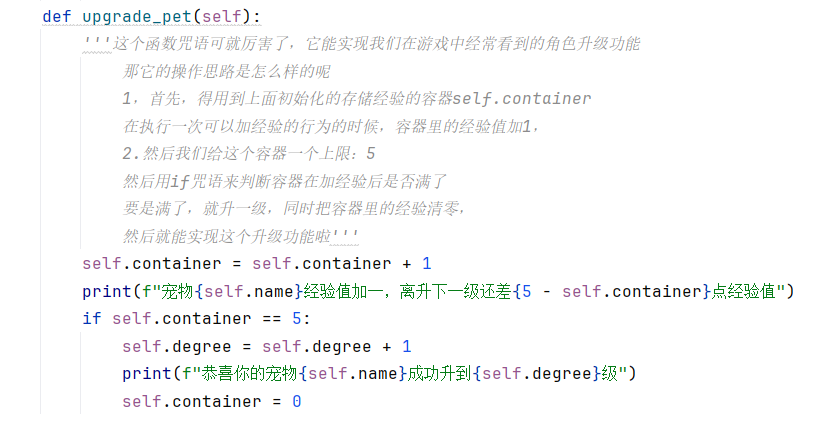 def upgrade_pet(self):
    '''这个函数咒语可就厉害了，它能实现我们在游戏中经常看到的角色升级功能
        那它的操作思路是怎么样的呢
        1，首先，得用到上面初始化的存储经验的容器self.container
        在执行一次可以加经验的行为的时候，容器里的经验值加1，
        2.然后我们给这个容器一个上限：5
        然后用if咒语来判断容器在加经验后是否满了
        要是满了，就升一级，同时把容器里的经验清零，
        然后就能实现这个升级功能啦'''
    self.container = self.container + 1
    print(f"宠物{self.name}经验值加一，离升下一级还差{5 - self.container}点经验值")
    if self.container == 5:
        self.degree = self.degree + 1
        print(f"恭喜你的宠物{self.name}成功升到{self.degree}级")
        self.container = 0